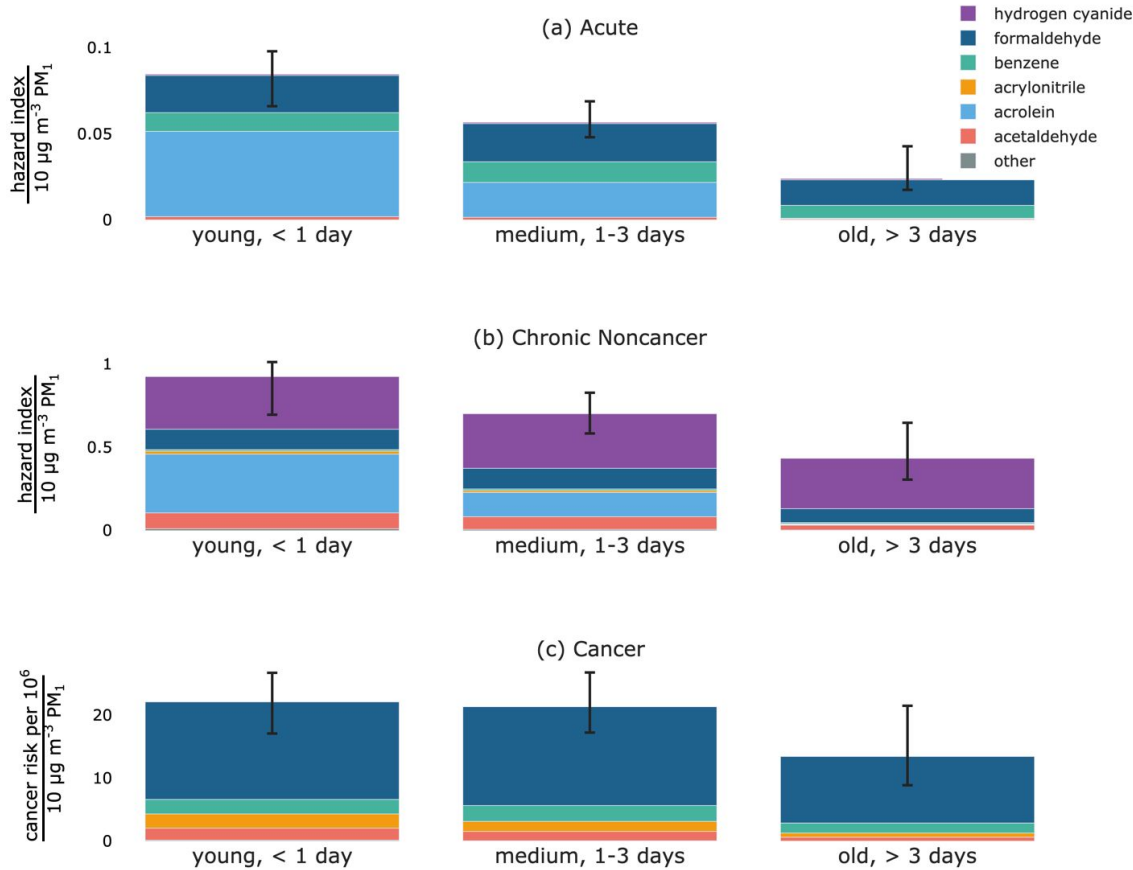 (a) Acute
hydrogen cyanide
formaldehyde
benzene
acrylonitrile
acrolein
acetaldehyde
other
hazard index
10 µg m⁻³ PM₁
0.1
0.05
0
young, < 1 day
medium, 1-3 days
old, > 3 days
(b) Chronic Noncancer
hazard index
10 µg m⁻³ PM₁
1
0.5
0
young, < 1 day
medium, 1-3 days
old, > 3 days
(c) Cancer
cancer risk per 10⁶
10 µg m⁻³ PM₁
20
10
0
young, < 1 day
medium, 1-3 days
old, > 3 days